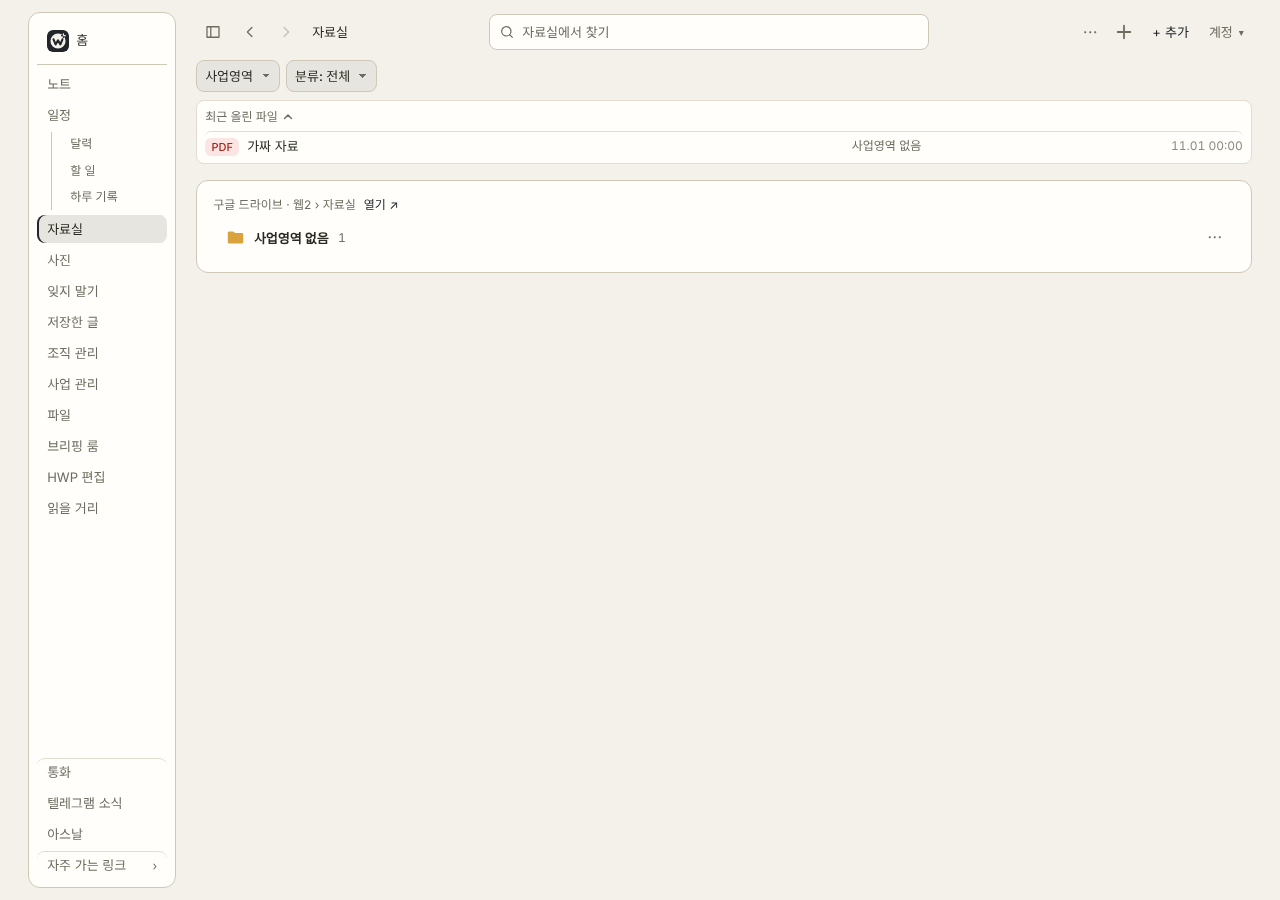 홈
노트
일정
달력
할 일
하루 기록
자료실
사진
잊지 말기
저장한 글
조직 관리
사업 관리
파일
브리핑 룸
HWP 편집
읽을 거리
통화
텔레그램 소식
아스날
자주 가는 링크 ›
자료실
자료실에서 찾기
+ 추가
계정 ▾
사업영역
분류: 전체
최근 올린 파일
PDF 가짜 자료 사업영역 없음 11.01 00:00
구글 드라이브 · 웹2 › 자료실 열기 ↗
사업영역 없음 1